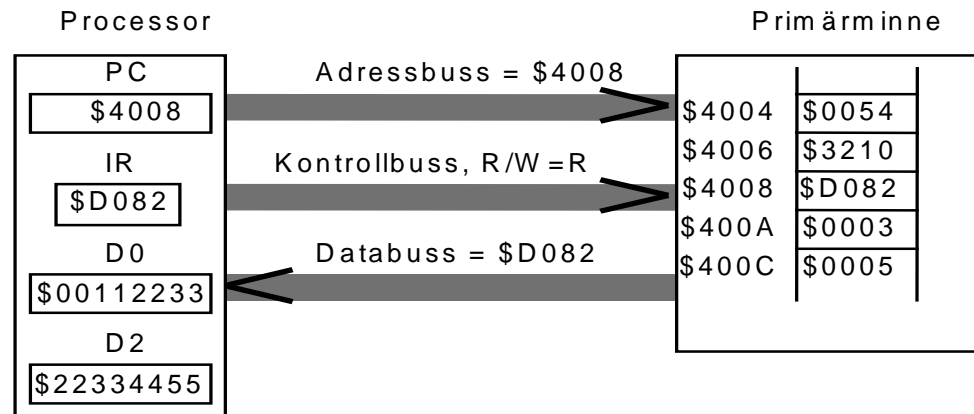 Processor
Primärminne
PC
$4008
IR
$D082
D0
$00112233
D2
$22334455
Adressbuss = $4008
Kontrollbuss, R/W=R
Databuss = $D082
$4004 $0054
$4006 $3210
$4008 $D082
$400A $0003
$400C $0005